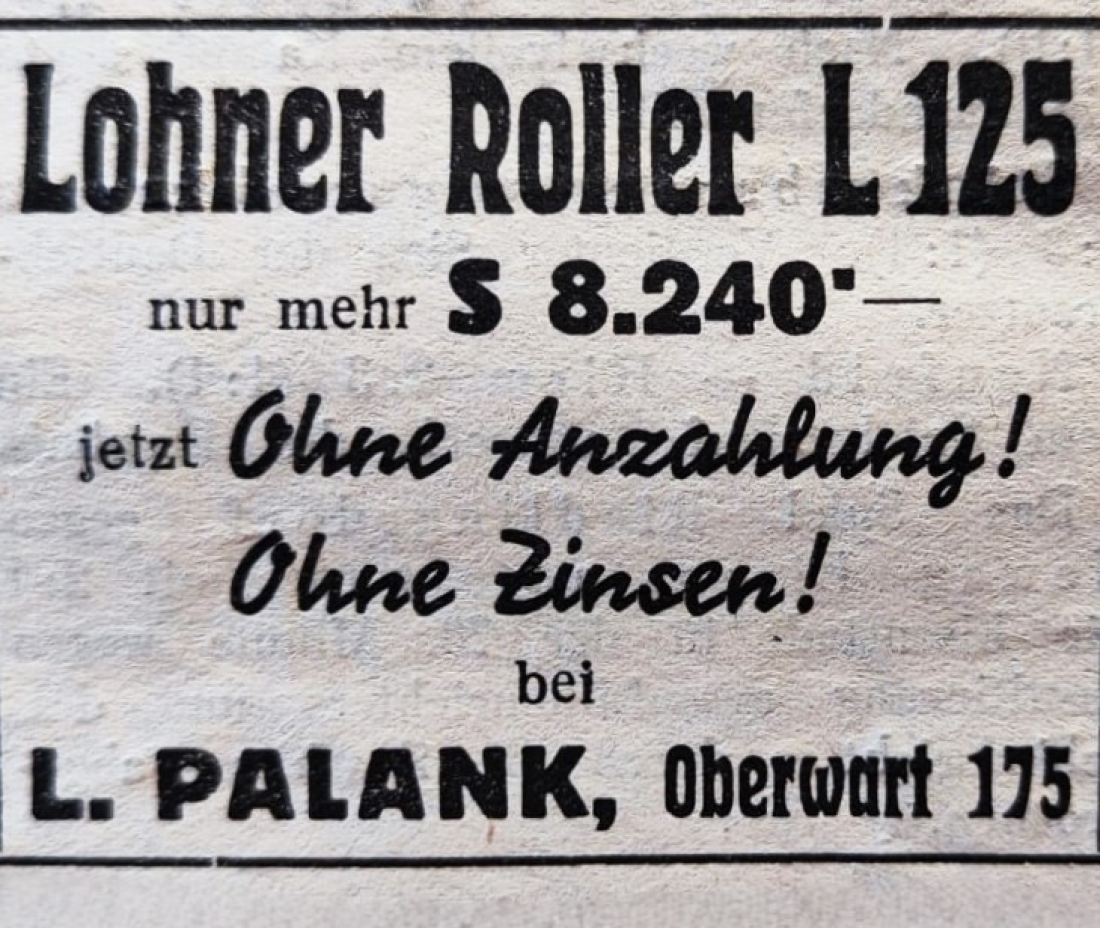 Lohner Roller L 125
nur mehr S 8.240·—
jetzt Ohne Anzahlung!
Ohne Zinsen!
bei
L. PALANK, Oberwart 175